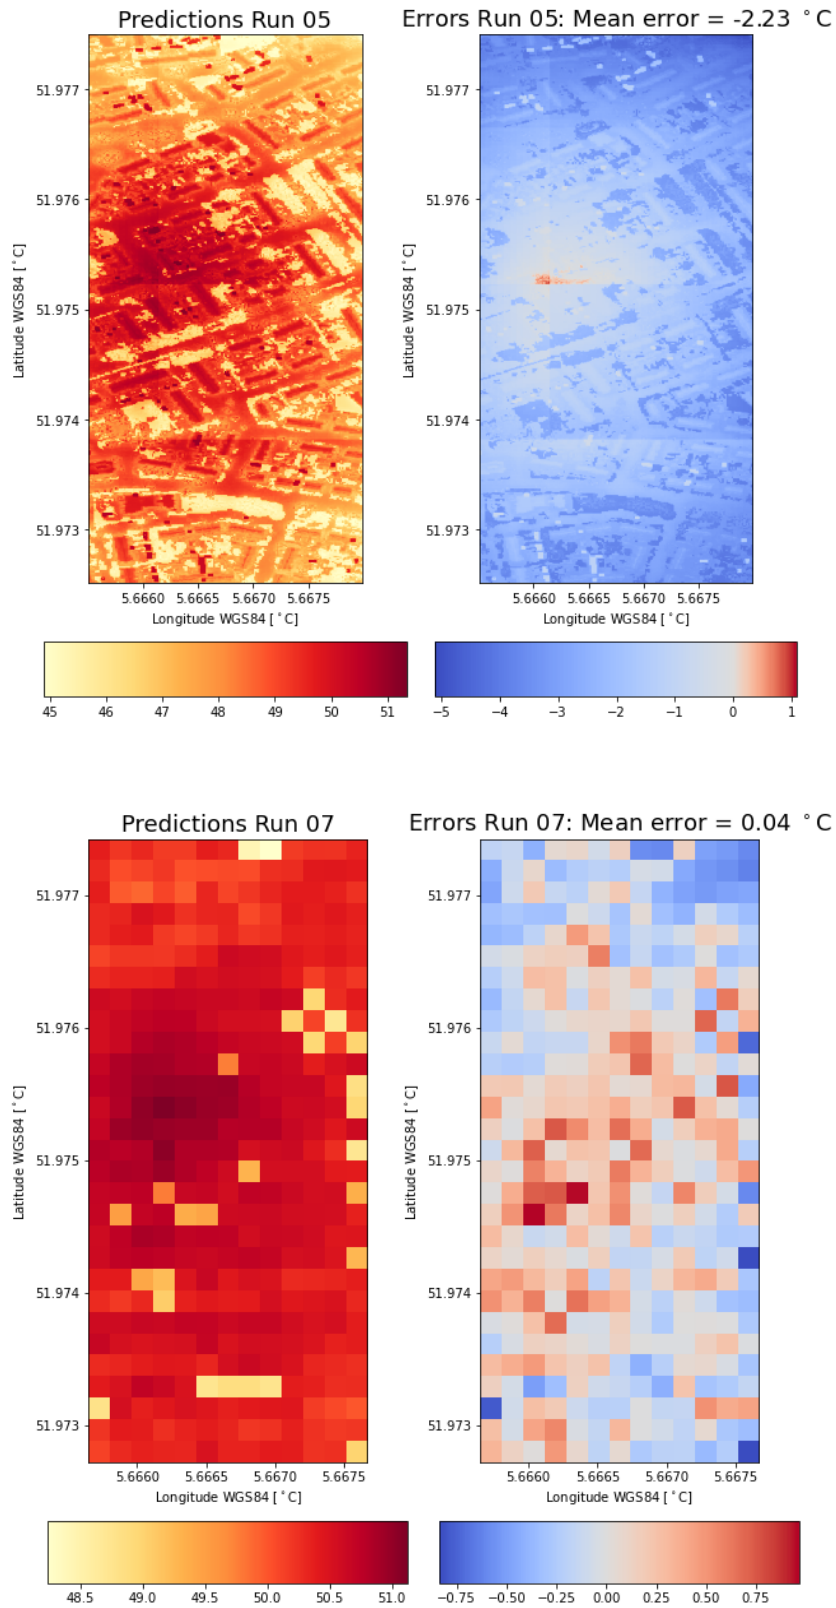 Predictions Run 05
Errors Run 05: Mean error = -2.23 °C
51.977
51.976
51.975
51.974
51.973
Latitude WGS84 [°C]
5.6660 5.6665 5.6670 5.6675
Longitude WGS84 [°C]
51.977
51.976
51.975
51.974
51.973
Latitude WGS84 [°C]
5.6660 5.6665 5.6670 5.6675
Longitude WGS84 [°C]
45 46 47 48 49 50 51
−5 −4 −3 −2 −1 0 1
Predictions Run 07
Errors Run 07: Mean error = 0.04 °C
51.977
51.976
51.975
51.974
51.973
Latitude WGS84 [°C]
5.6660 5.6665 5.6670 5.6675
Longitude WGS84 [°C]
51.977
51.976
51.975
51.974
51.973
Latitude WGS84 [°C]
5.6660 5.6665 5.6670 5.6675
Longitude WGS84 [°C]
48.5 49.0 49.5 50.0 50.5 51.0
−0.75 −0.50 −0.25 0.00 0.25 0.50 0.75